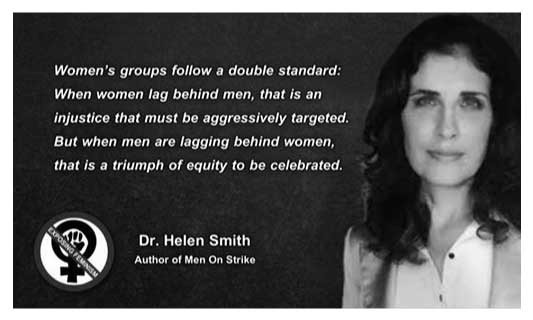 Women's groups follow a double standard:
When women lag behind men, that is an
injustice that must be aggressively targeted.
But when men are lagging behind women,
that is a triumph of equity to be celebrated.
EXPOSING FEMINISM
Dr. Helen Smith
Author of Men On Strike